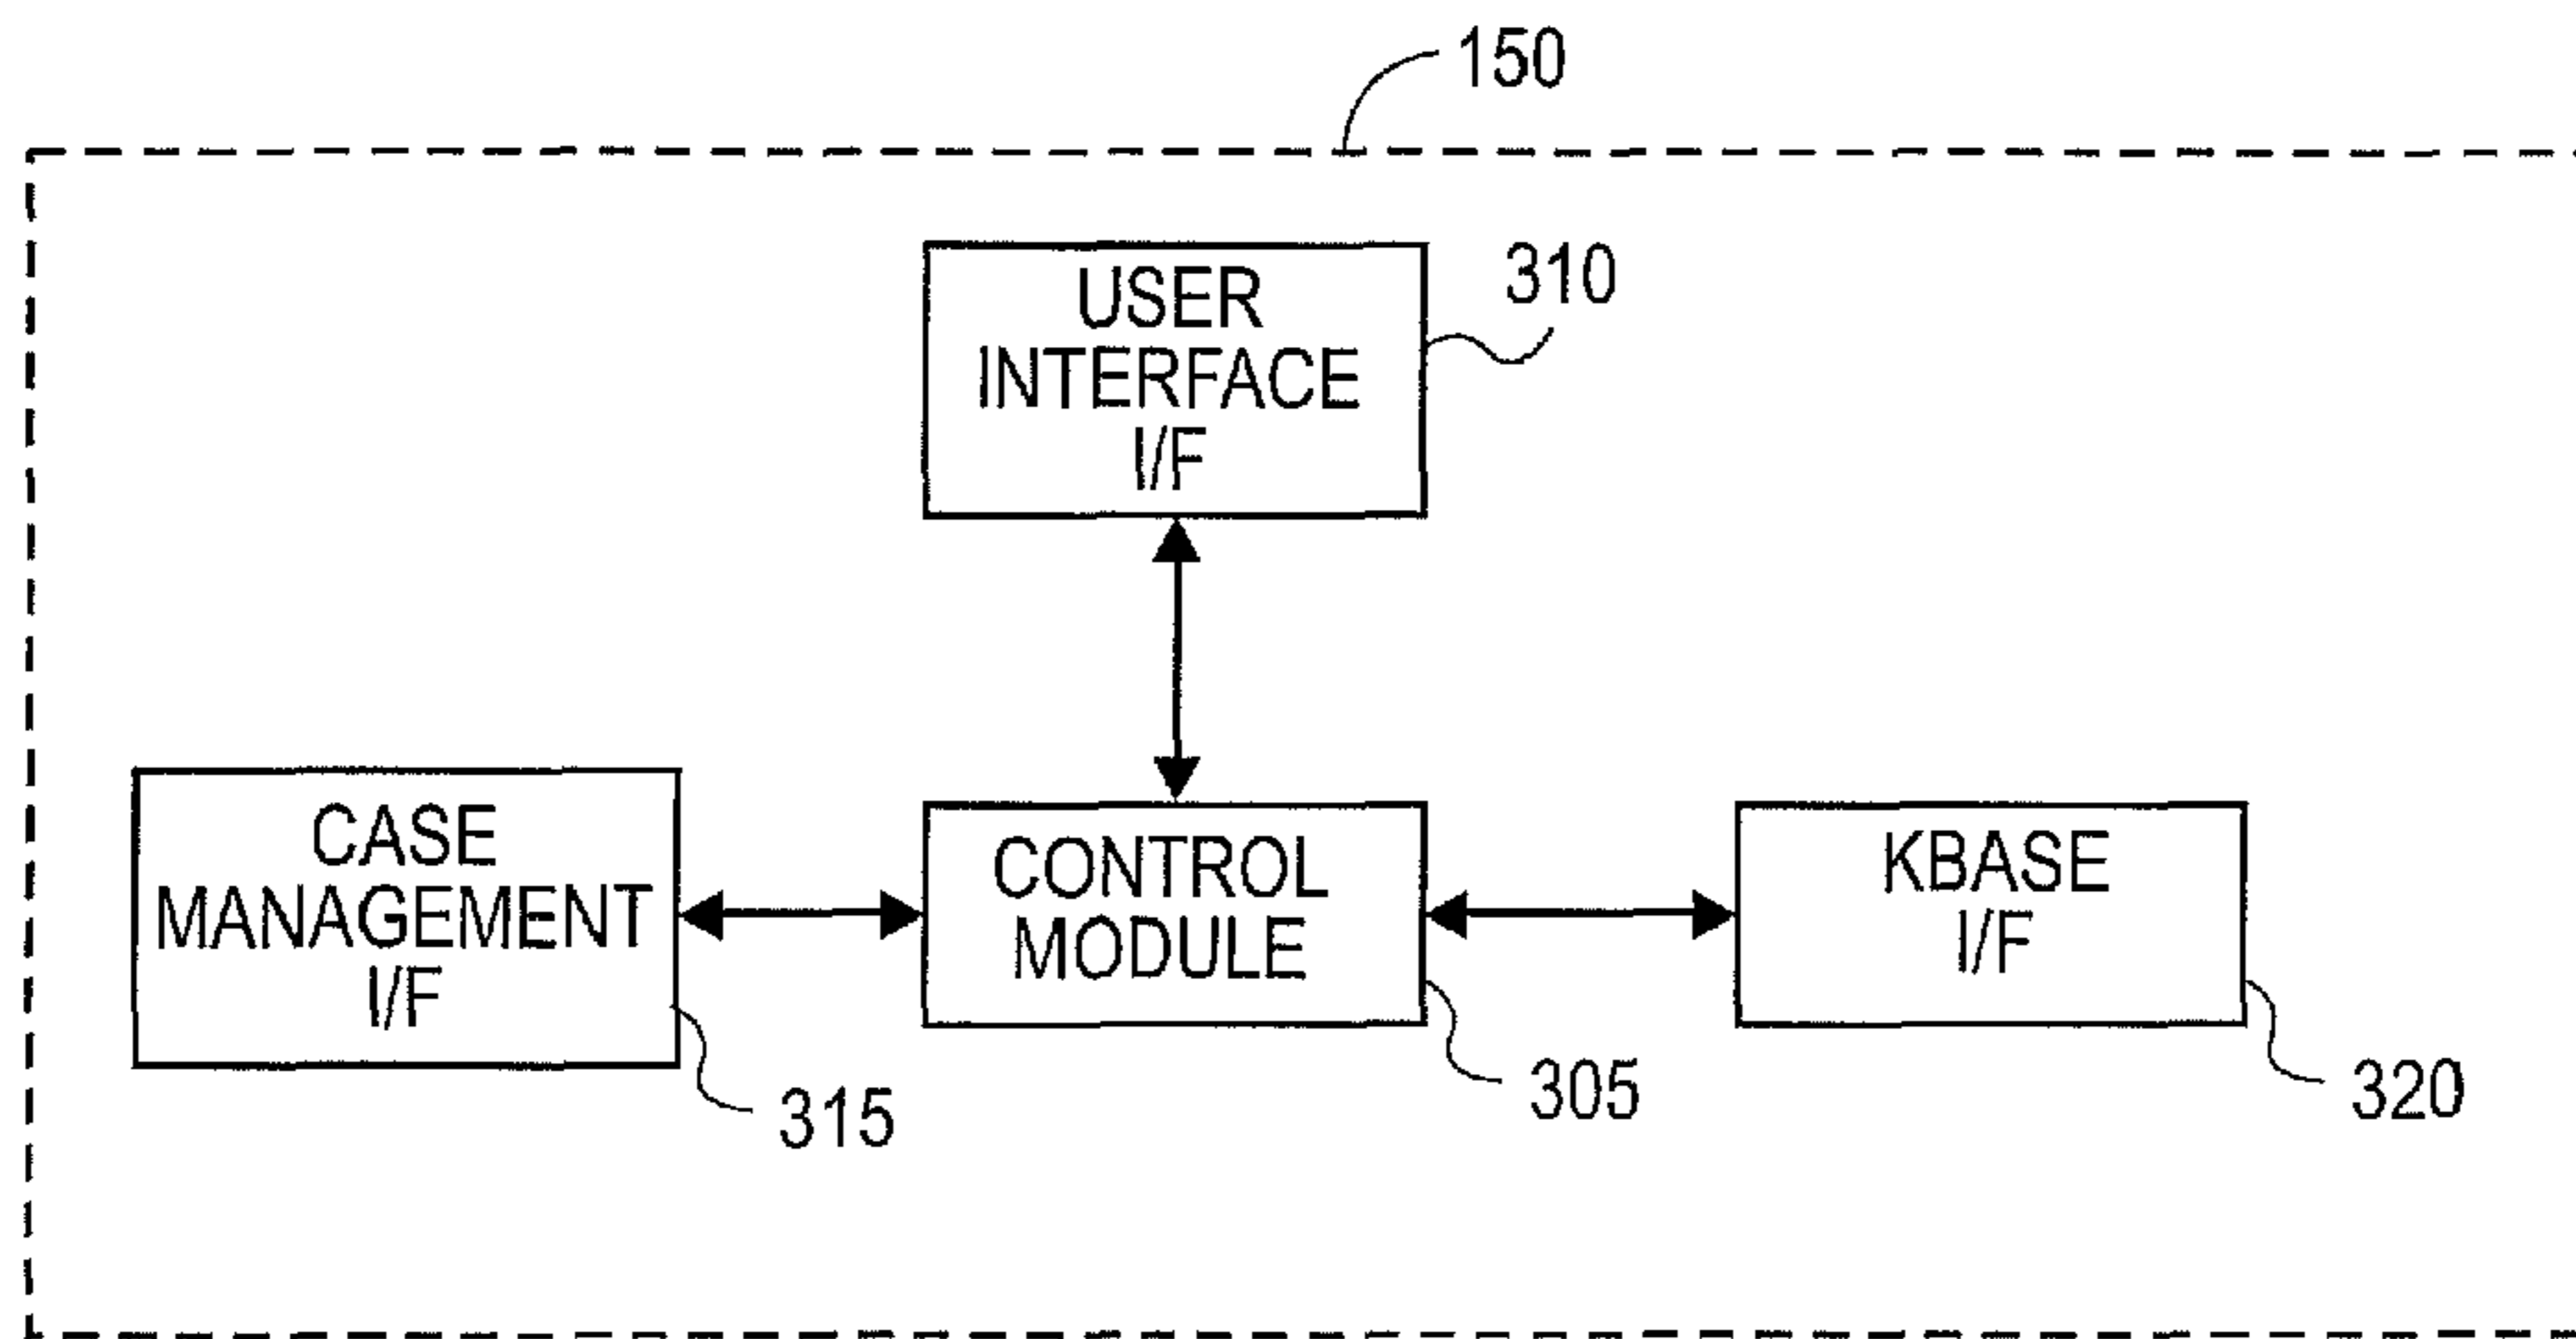 150
USER
INTERFACE
I/F
310
CASE
MANAGEMENT
I/F
315
CONTROL
MODULE
305
KBASE
I/F
320